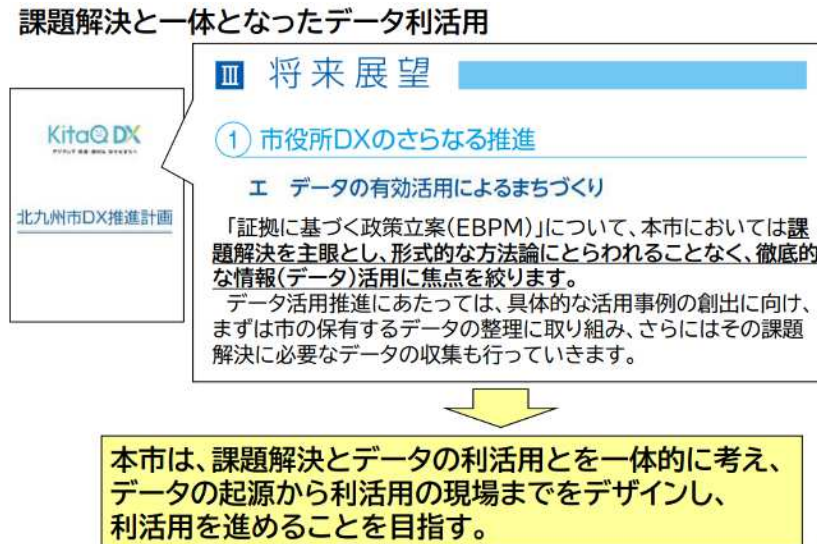 課題解決と一体となったデータ利活用
Ⅲ 将来展望
KitaQ DX
北九州市DX推進計画
① 市役所DXのさらなる推進
エ データの有効活用によるまちづくり
「証拠に基づく政策立案(EBPM)」について、本市においては課
題解決を主眼とし、形式的な方法論にとらわれることなく、徹底的
な情報(データ)活用に焦点を絞ります。
データ活用推進にあたっては、具体的な活用事例の創出に向け、
まずは市の保有するデータの整理に取り組み、さらにはその課題
解決に必要なデータの収集も行っていきます。
本市は、課題解決とデータの利活用とを一体的に考え、
データの起源から利活用の現場までをデザインし、
利活用を進めることを目指す。